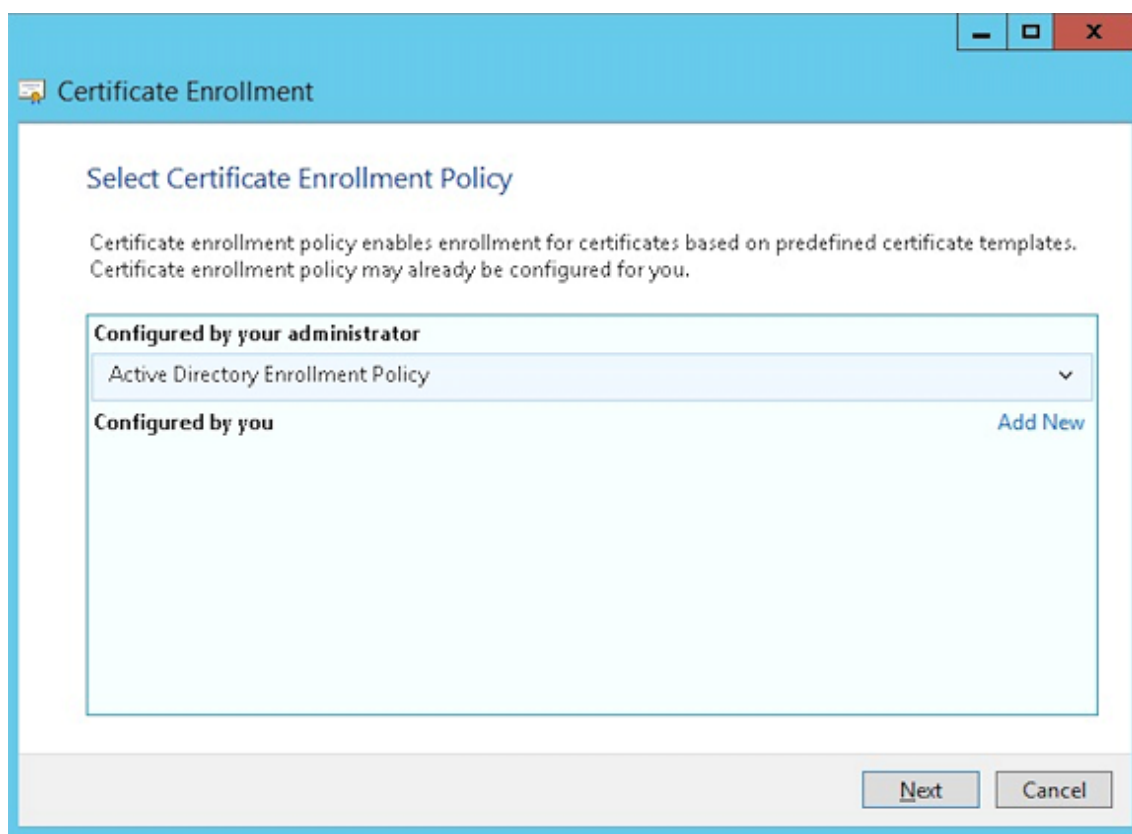 Certificate Enrollment
Select Certificate Enrollment Policy
Certificate enrollment policy enables enrollment for certificates based on predefined certificate templates.
Certificate enrollment policy may already be configured for you.
Configured by your administrator
Active Directory Enrollment Policy
Configured by you Add New
Next Cancel